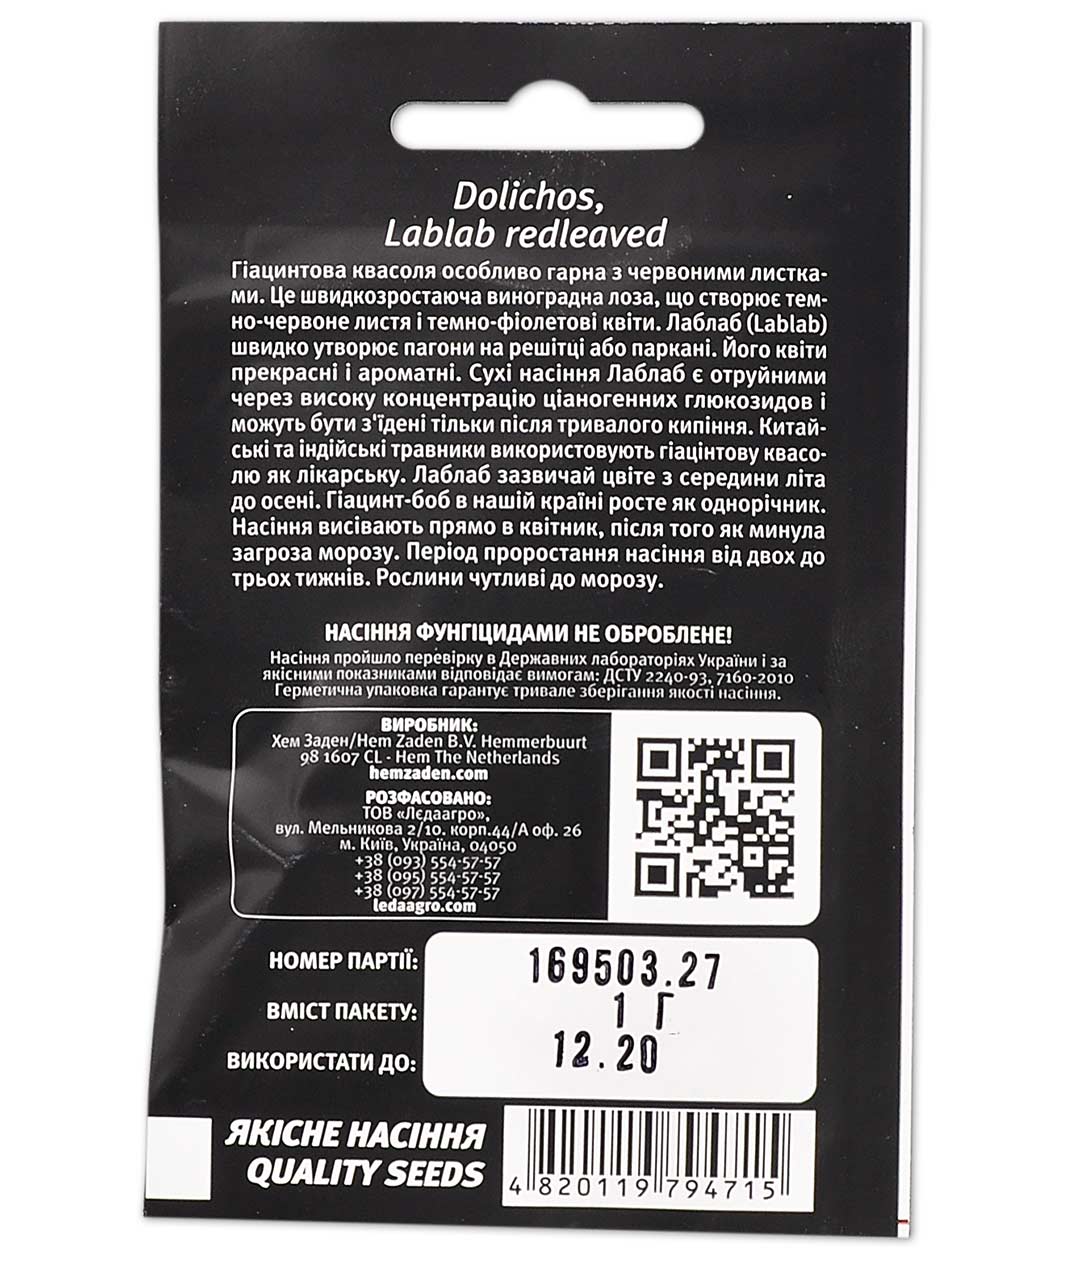 Dolichos,
Lablab redleaved
Гіацинтова квасоля особливо гарна з червоними листка-
ми. Це швидкозростаюча виноградна лоза, що створює тем-
но-червоне листя і темно-фіолетові квіти. Лаблаб (Lablab)
швидко утворює пагони на решітці або паркані. Його квіти
прекрасні і ароматні. Сухі насіння Лаблаб є отруйними
через високу концентрацію ціаногенних глюкозидов і
можуть бути з'їдені тільки після тривалого кипіння. Китай-
ські та індійські травники використовують гіацінтову квасо-
лю як лікарську. Лаблаб зазвичай цвіте з середини літа
до осені. Гіацинт-боб в нашій країні росте як однорічник.
Насіння висівають прямо в квітник, після того як минула
загроза морозу. Період проростання насіння від двох до
трьох тижнів. Рослини чутливі до морозу.
НАСІННЯ ФУНГІЦИДАМИ НЕ ОБРОБЛЕНЕ!
Насіння пройшло перевірку в Державних лабораторіях України і за
якісними показниками відповідає вимогам: ДСТУ 2240-93, 7160-2010
Герметична упаковка гарантує тривале зберігання якості насіння.
ВИРОБНИК:
Хем Заден/Hem Zaden B.V. Hemmerbuurt
98 1607 CL - Hem The Netherlands
hemzaden.com
РОЗФАСОВАНО:
ТОВ «Лєдаагро»,
вул. Мельникова 2/10. корп.44/А оф. 26
м. Київ, Україна, 04050
+38 (093) 554-57-57
+38 (095) 554-57-57
+38 (097) 554-57-57
ledaagro.com
НОМЕР ПАРТІЇ: 169503.27
ВМІСТ ПАКЕТУ: 1 Г
ВИКОРИСТАТИ ДО: 12.20
ЯКІСНЕ НАСІННЯ
QUALITY SEEDS
4 820119 794715